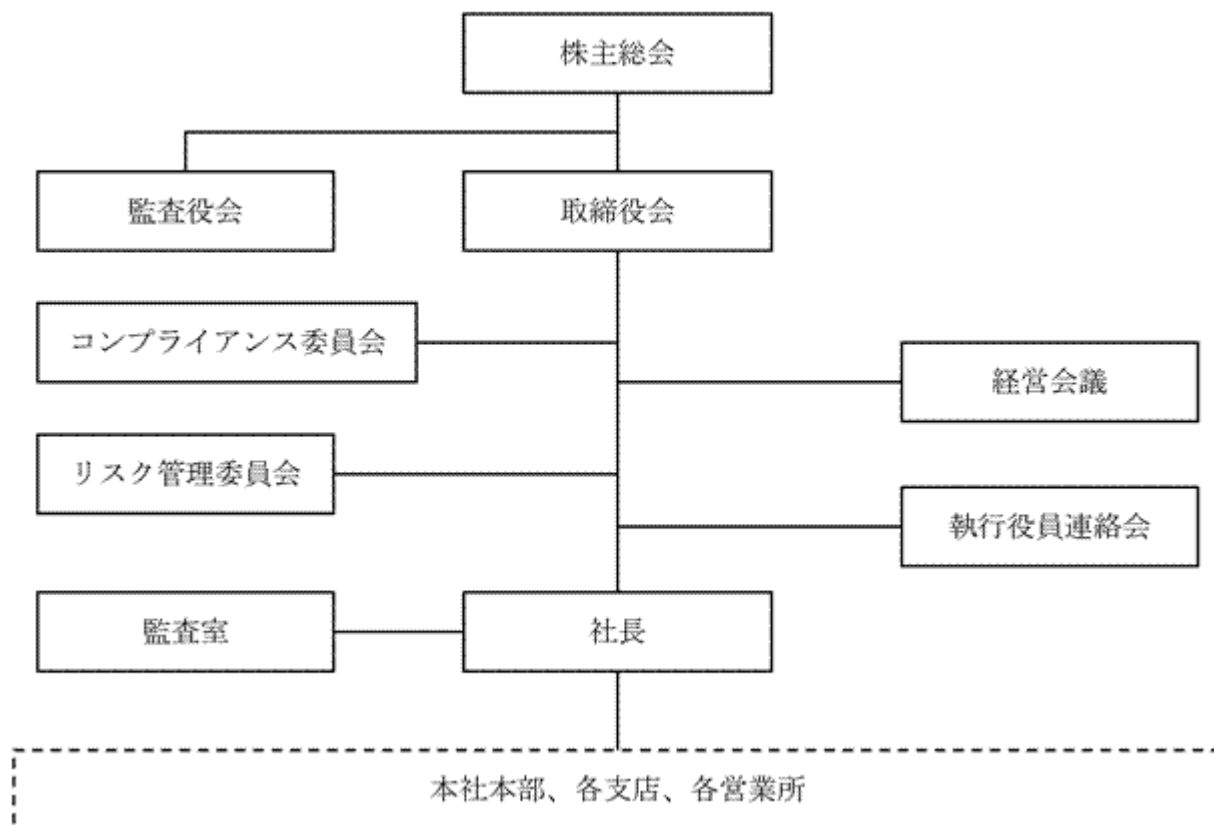 株主総会
監査役会
取締役会
コンプライアンス委員会
経営会議
リスク管理委員会
執行役員連絡会
監査室
社長
本社本部、各支店、各営業所